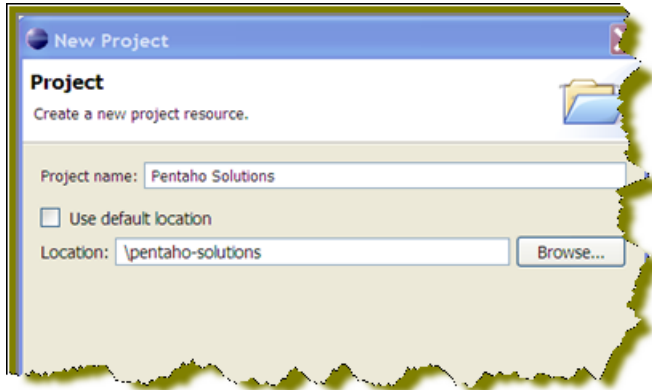 New Project
Project
Create a new project resource.
Project name: Pentaho Solutions
Use default location
Location: \pentaho-solutions Browse...